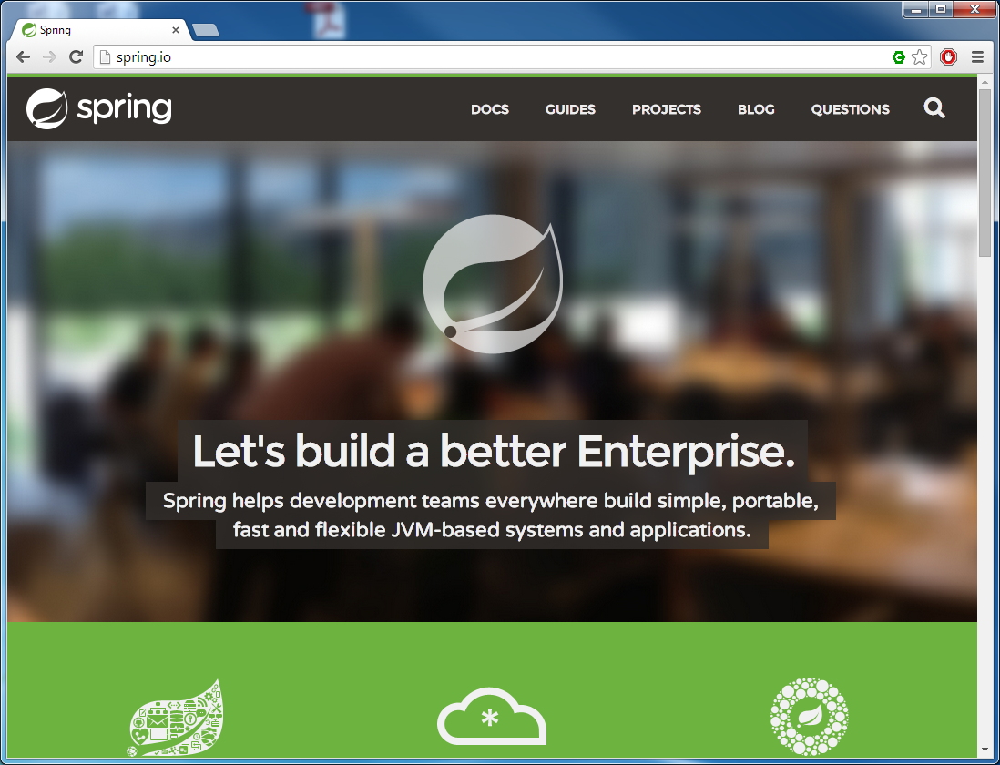 Spring
spring.io
spring
DOCS GUIDES PROJECTS BLOG QUESTIONS
Let's build a better Enterprise.
Spring helps development teams everywhere build simple, portable,
fast and flexible JVM-based systems and applications.